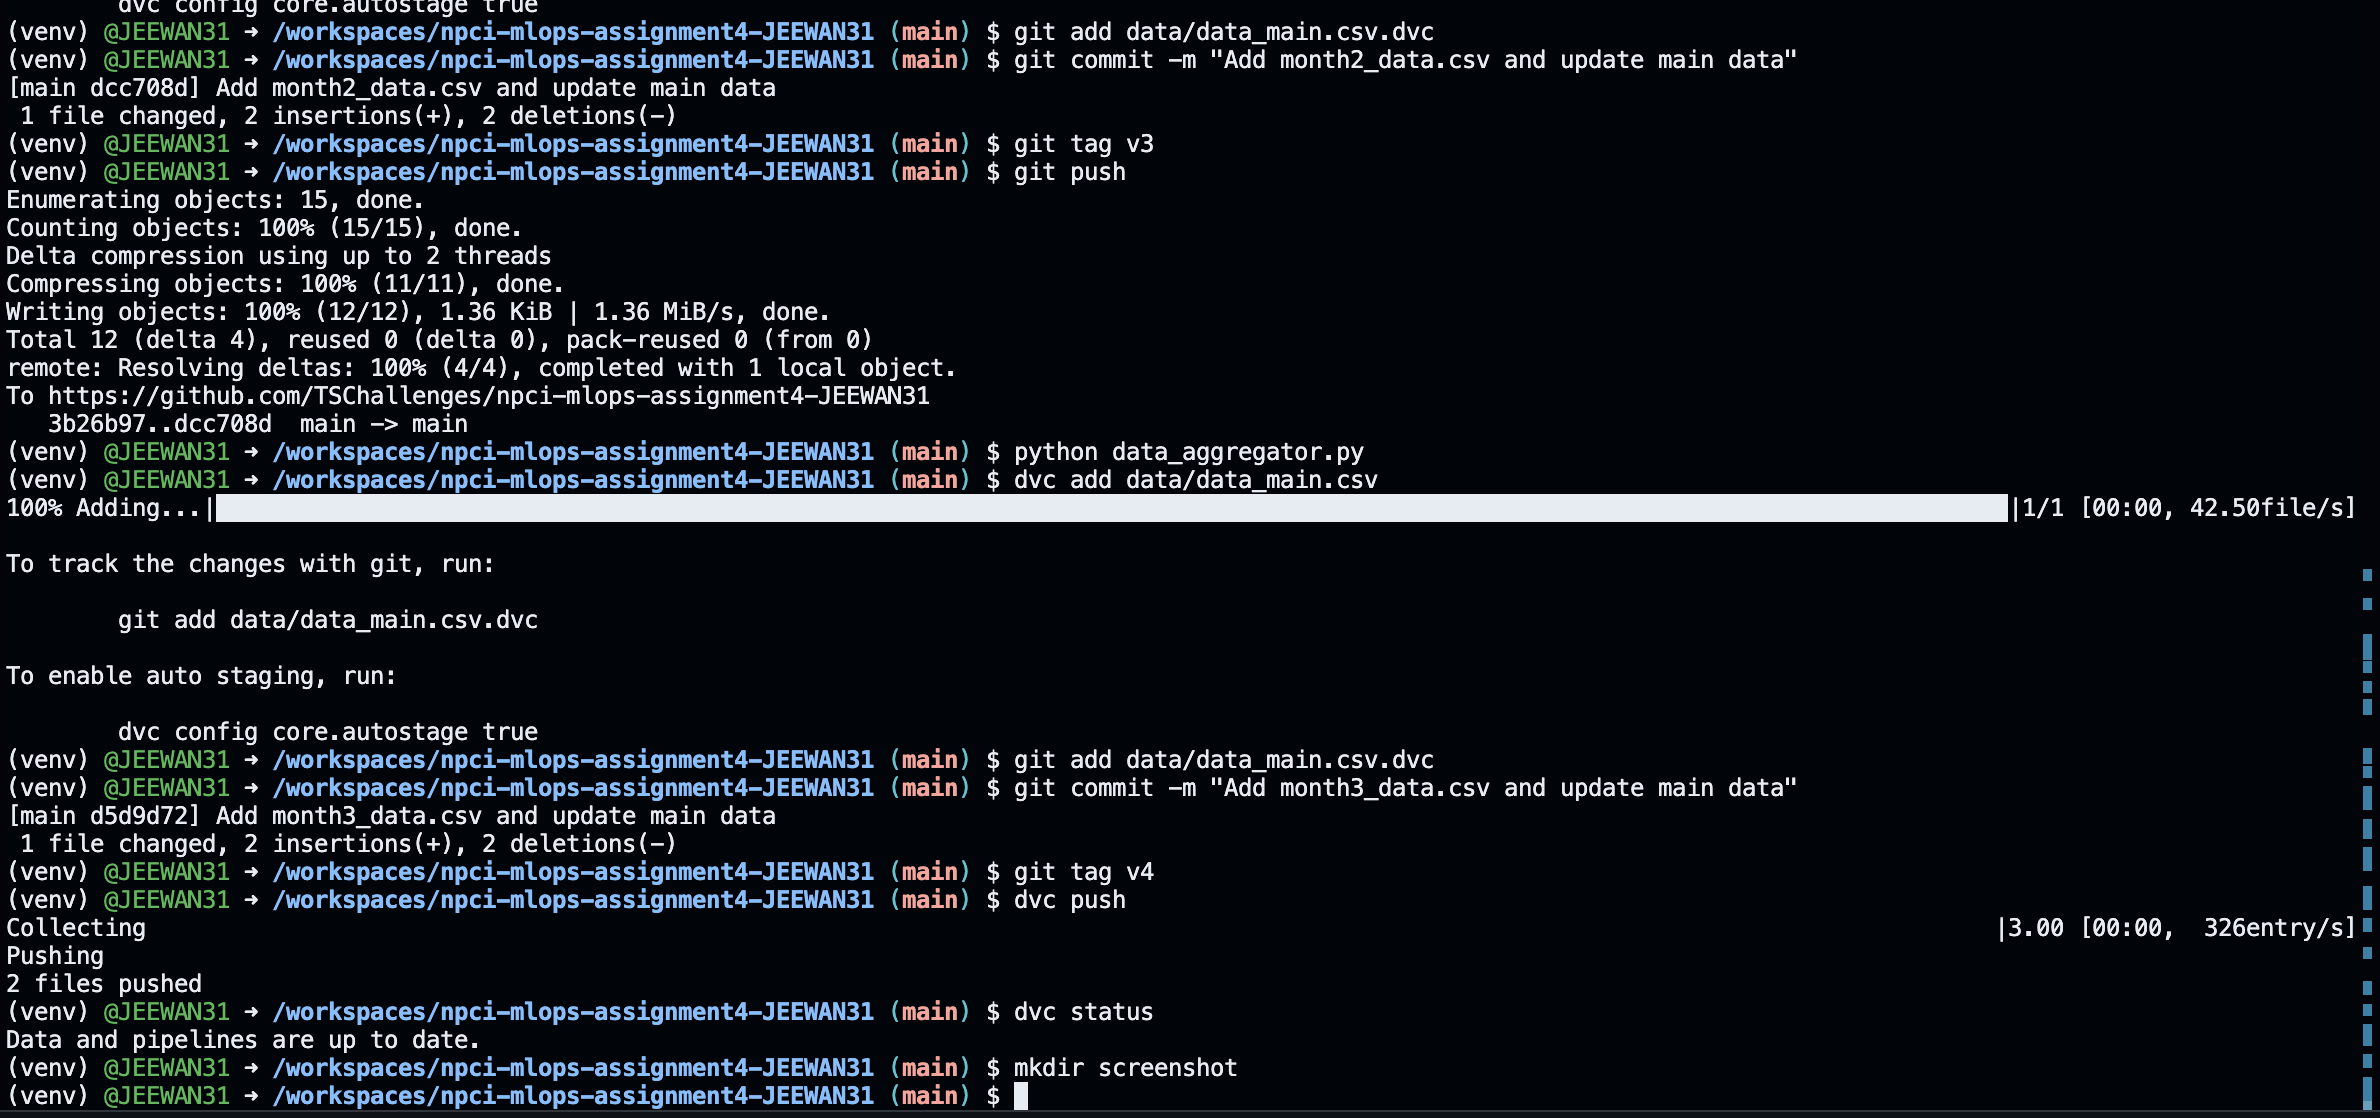 dvc config core.autostage true
(venv) @JEEWAN31 → /workspaces/npci-mlops-assignment4-JEEWAN31 (main) $ git add data/data_main.csv.dvc
(venv) @JEEWAN31 → /workspaces/npci-mlops-assignment4-JEEWAN31 (main) $ git commit -m "Add month2_data.csv and update main data"
[main dcc708d] Add month2_data.csv and update main data
 1 file changed, 2 insertions(+), 2 deletions(-)
(venv) @JEEWAN31 → /workspaces/npci-mlops-assignment4-JEEWAN31 (main) $ git tag v3
(venv) @JEEWAN31 → /workspaces/npci-mlops-assignment4-JEEWAN31 (main) $ git push
Enumerating objects: 15, done.
Counting objects: 100% (15/15), done.
Delta compression using up to 2 threads
Compressing objects: 100% (11/11), done.
Writing objects: 100% (12/12), 1.36 KiB | 1.36 MiB/s, done.
Total 12 (delta 4), reused 0 (delta 0), pack-reused 0 (from 0)
remote: Resolving deltas: 100% (4/4), completed with 1 local object.
To https://github.com/TSChallenges/npci-mlops-assignment4-JEEWAN31
   3b26b97..dcc708d  main -> main
(venv) @JEEWAN31 → /workspaces/npci-mlops-assignment4-JEEWAN31 (main) $ python data_aggregator.py
(venv) @JEEWAN31 → /workspaces/npci-mlops-assignment4-JEEWAN31 (main) $ dvc add data/data_main.csv
100% Adding...| |1/1 [00:00, 42.50file/s]
To track the changes with git, run:
        git add data/data_main.csv.dvc
To enable auto staging, run:
        dvc config core.autostage true
(venv) @JEEWAN31 → /workspaces/npci-mlops-assignment4-JEEWAN31 (main) $ git add data/data_main.csv.dvc
(venv) @JEEWAN31 → /workspaces/npci-mlops-assignment4-JEEWAN31 (main) $ git commit -m "Add month3_data.csv and update main data"
[main d5d9d72] Add month3_data.csv and update main data
 1 file changed, 2 insertions(+), 2 deletions(-)
(venv) @JEEWAN31 → /workspaces/npci-mlops-assignment4-JEEWAN31 (main) $ git tag v4
(venv) @JEEWAN31 → /workspaces/npci-mlops-assignment4-JEEWAN31 (main) $ dvc push
Collecting |3.00 [00:00,  326entry/s]
Pushing
2 files pushed
(venv) @JEEWAN31 → /workspaces/npci-mlops-assignment4-JEEWAN31 (main) $ dvc status
Data and pipelines are up to date.
(venv) @JEEWAN31 → /workspaces/npci-mlops-assignment4-JEEWAN31 (main) $ mkdir screenshot
(venv) @JEEWAN31 → /workspaces/npci-mlops-assignment4-JEEWAN31 (main) $